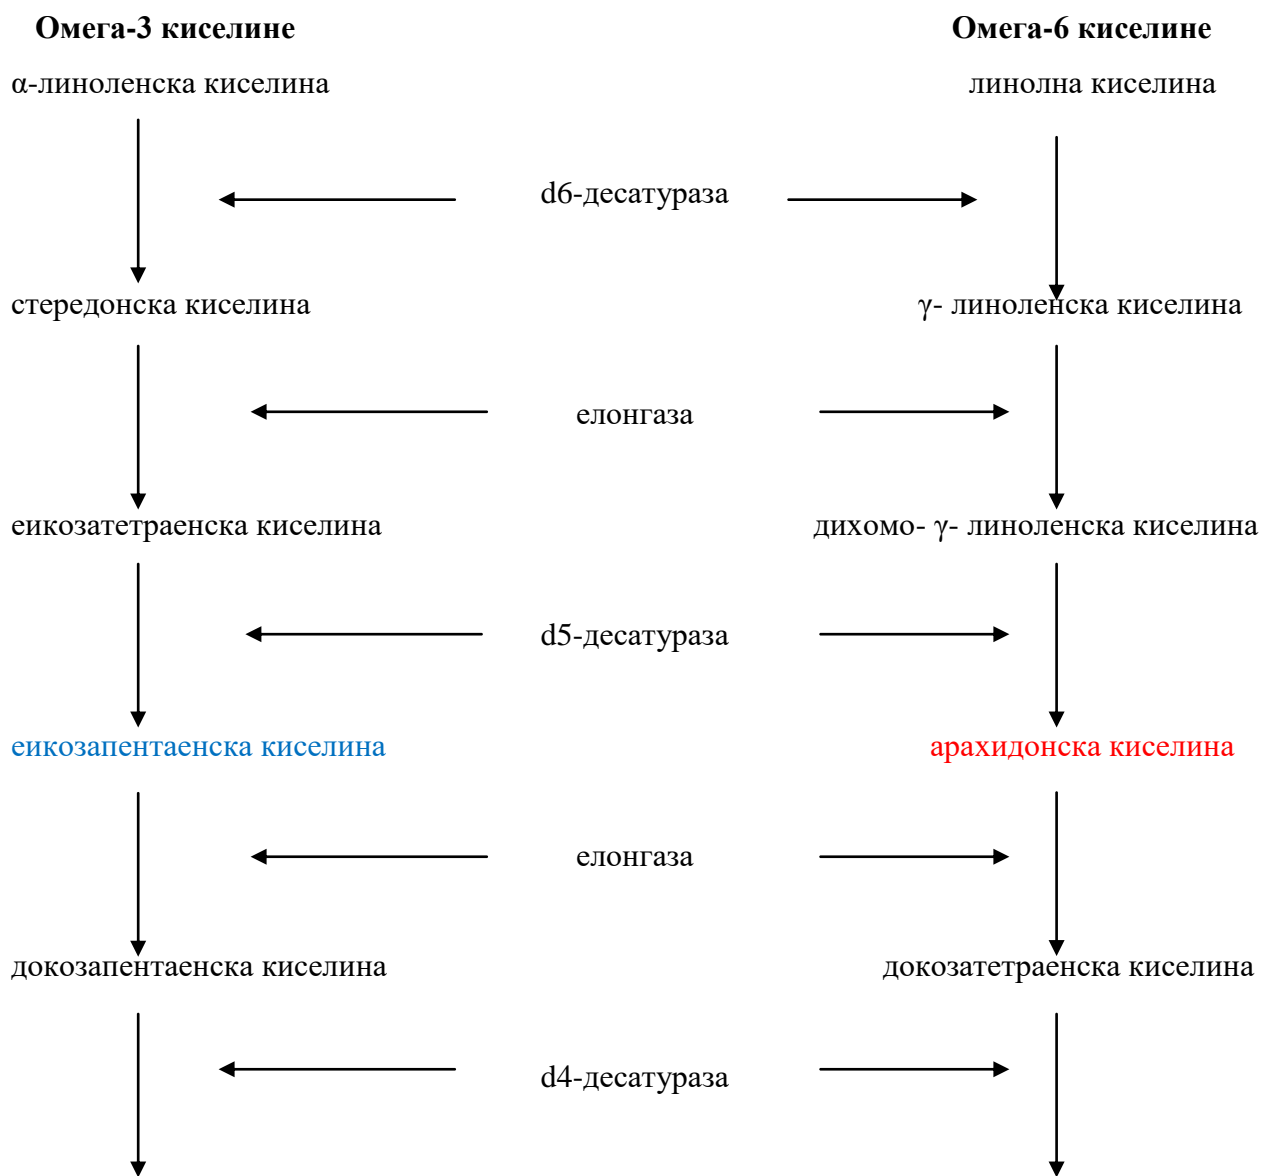 Омега-3 киселине
Омега-6 киселине
α-линоленска киселина
линолна киселина
d6-десатураза
стередонска киселина
γ- линоленска киселина
елонгаза
еикозатетраенска киселина
дихомо- γ- линоленска киселина
d5-десатураза
еикозапентаенска киселина
арахидонска киселина
елонгаза
докозапентаенска киселина
докозатетраенска киселина
d4-десатураза